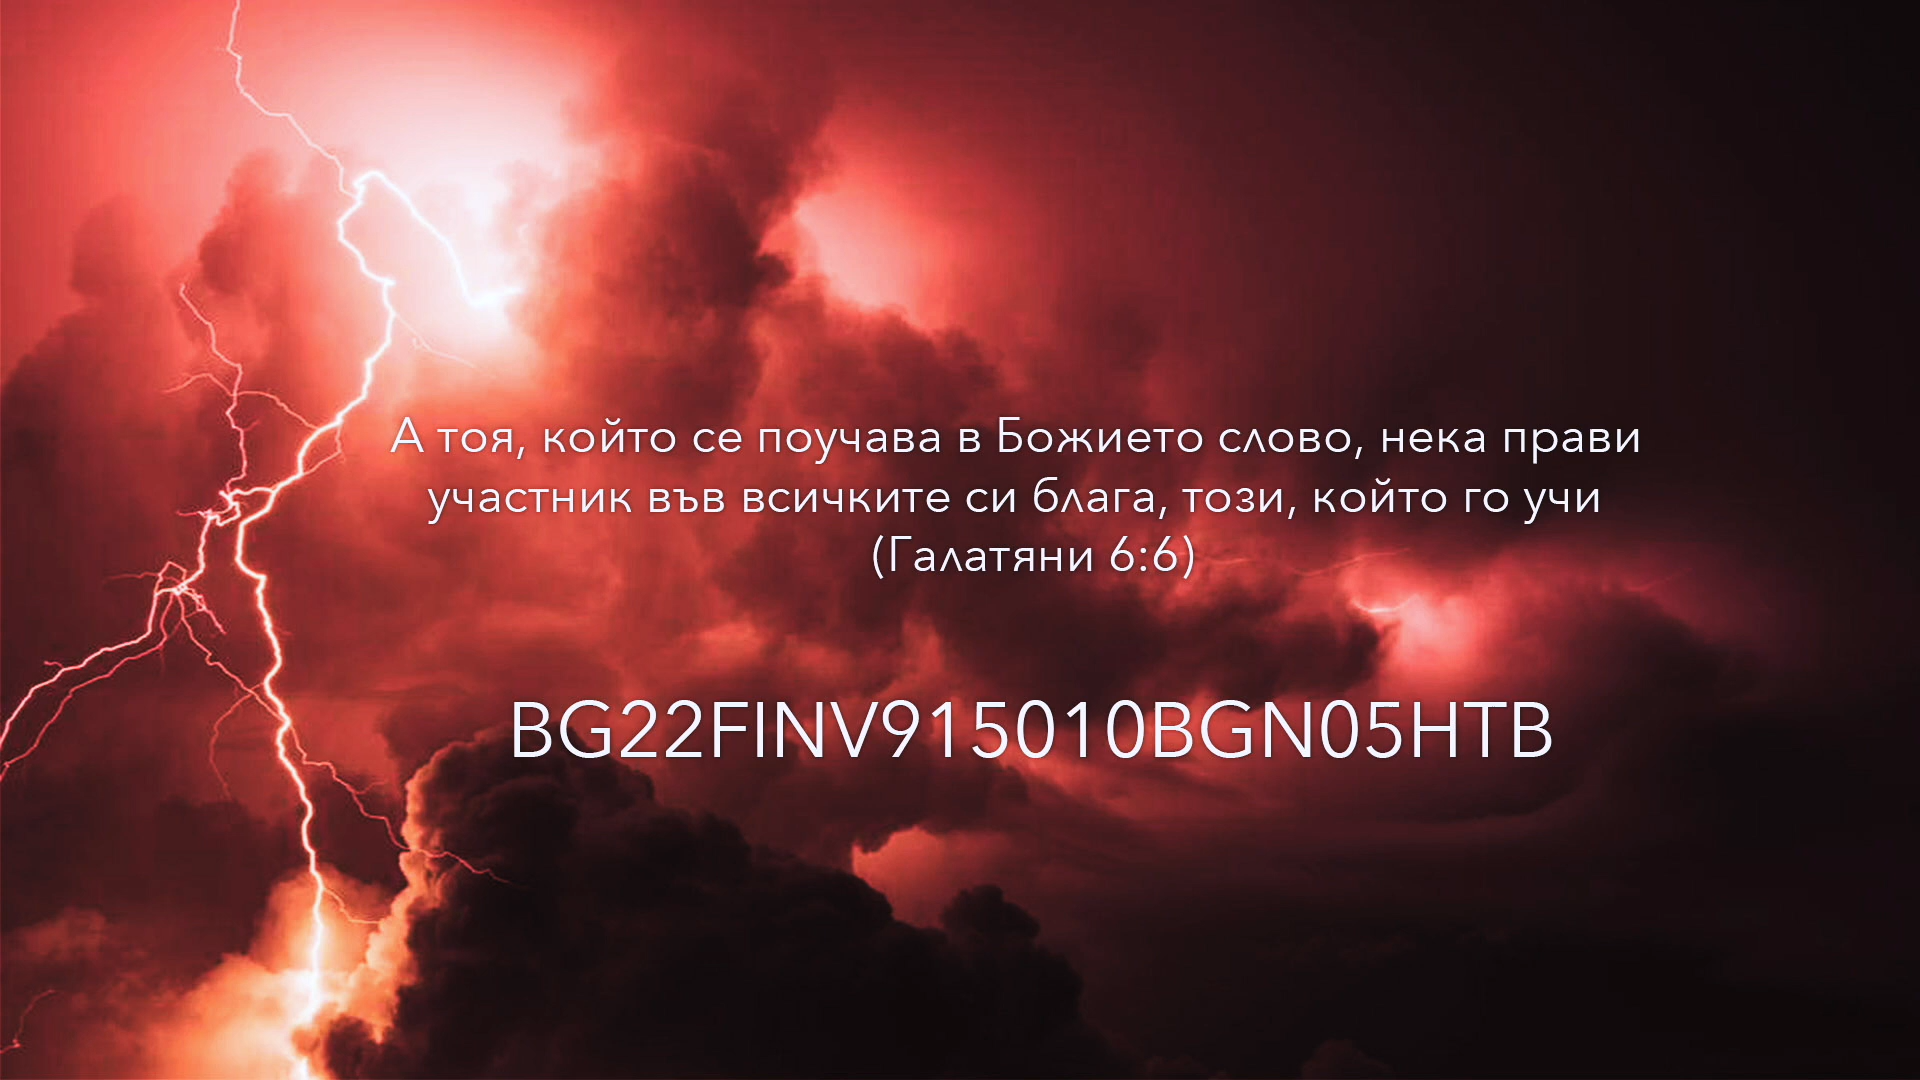 А тоя, който се поучава в Божието слово, нека прави
участник във всичките си блага, този, който го учи
(Галатяни 6:6)
BG22FINV915010BGN05HTB